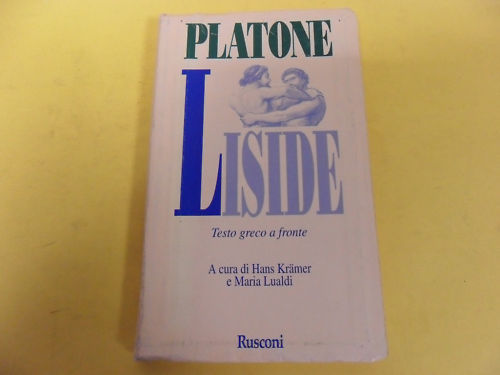 PLATONE
LISIDE
Testo greco a fronte
A cura di Hans Krämer
e Maria Lualdi
Rusconi